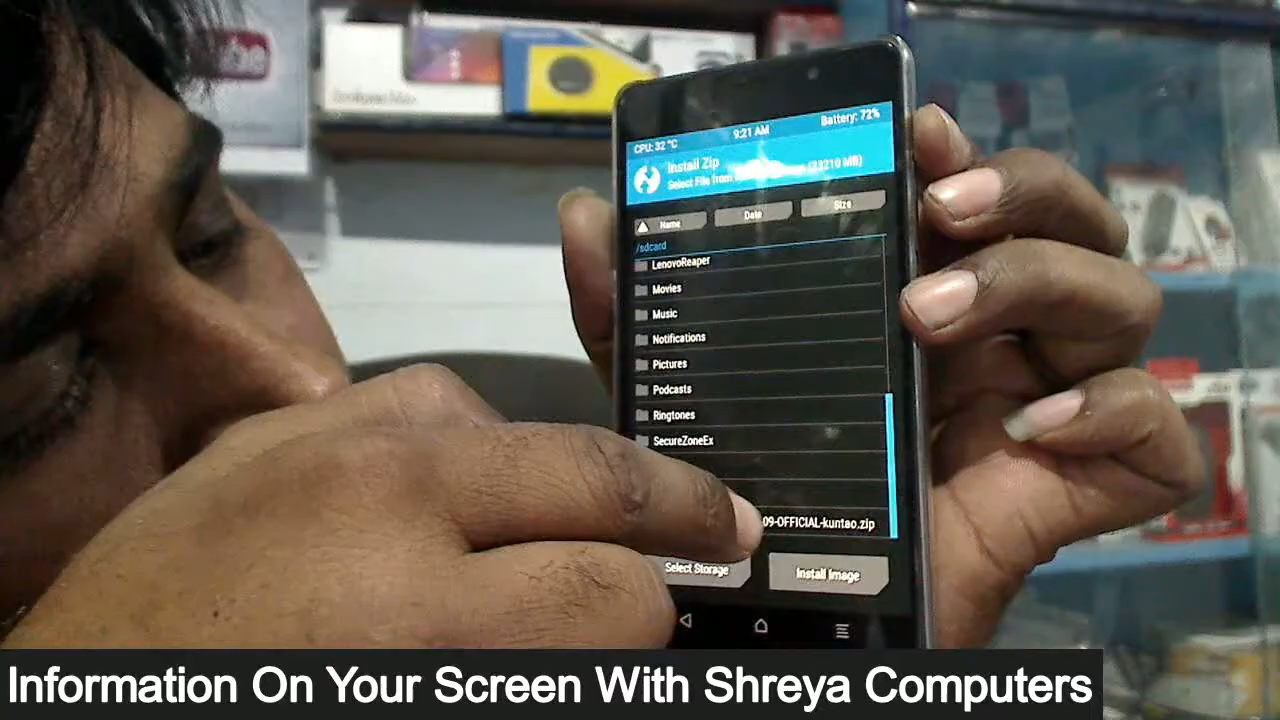 CPU: 32 °C
9:21 AM
Battery: 72%
Install Zip
Select File from
(23210 MB)
Name
Date
Size
/sdcard
LenovoReaper
Movies
Music
Notifications
Pictures
Podcasts
Ringtones
SecureZoneEx
09-OFFICIAL-kuntao.zip
Select Storage
Install Image
Information On Your Screen With Shreya Computers